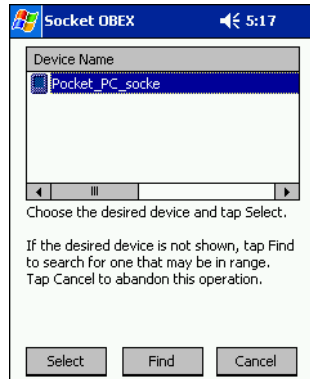 Socket OBEX 5:17
Device Name
Pocket_PC_socke
Choose the desired device and tap Select.
If the desired device is not shown, tap Find
to search for one that may be in range.
Tap Cancel to abandon this operation.
Select Find Cancel